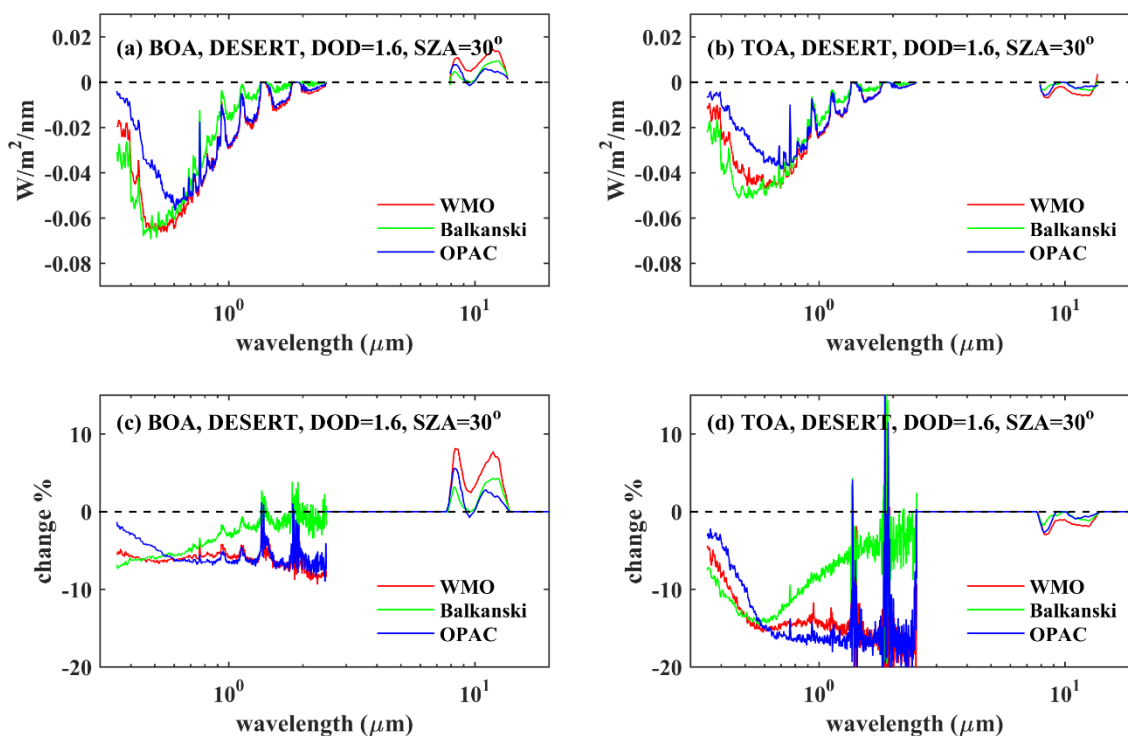 (a) BOA, DESERT, DOD=1.6, SZA=30°
W/m²/nm
0.02
0
-0.02
-0.04
-0.06
-0.08
WMO
Balkanski
OPAC
10⁰
10¹
wavelength (μm)
(b) TOA, DESERT, DOD=1.6, SZA=30°
W/m²/nm
0.02
0
-0.02
-0.04
-0.06
-0.08
WMO
Balkanski
OPAC
10⁰
10¹
wavelength (μm)
(c) BOA, DESERT, DOD=1.6, SZA=30°
change %
10
0
-10
-20
WMO
Balkanski
OPAC
10⁰
10¹
wavelength (μm)
(d) TOA, DESERT, DOD=1.6, SZA=30°
change %
10
0
-10
-20
WMO
Balkanski
OPAC
10⁰
10¹
wavelength (μm)